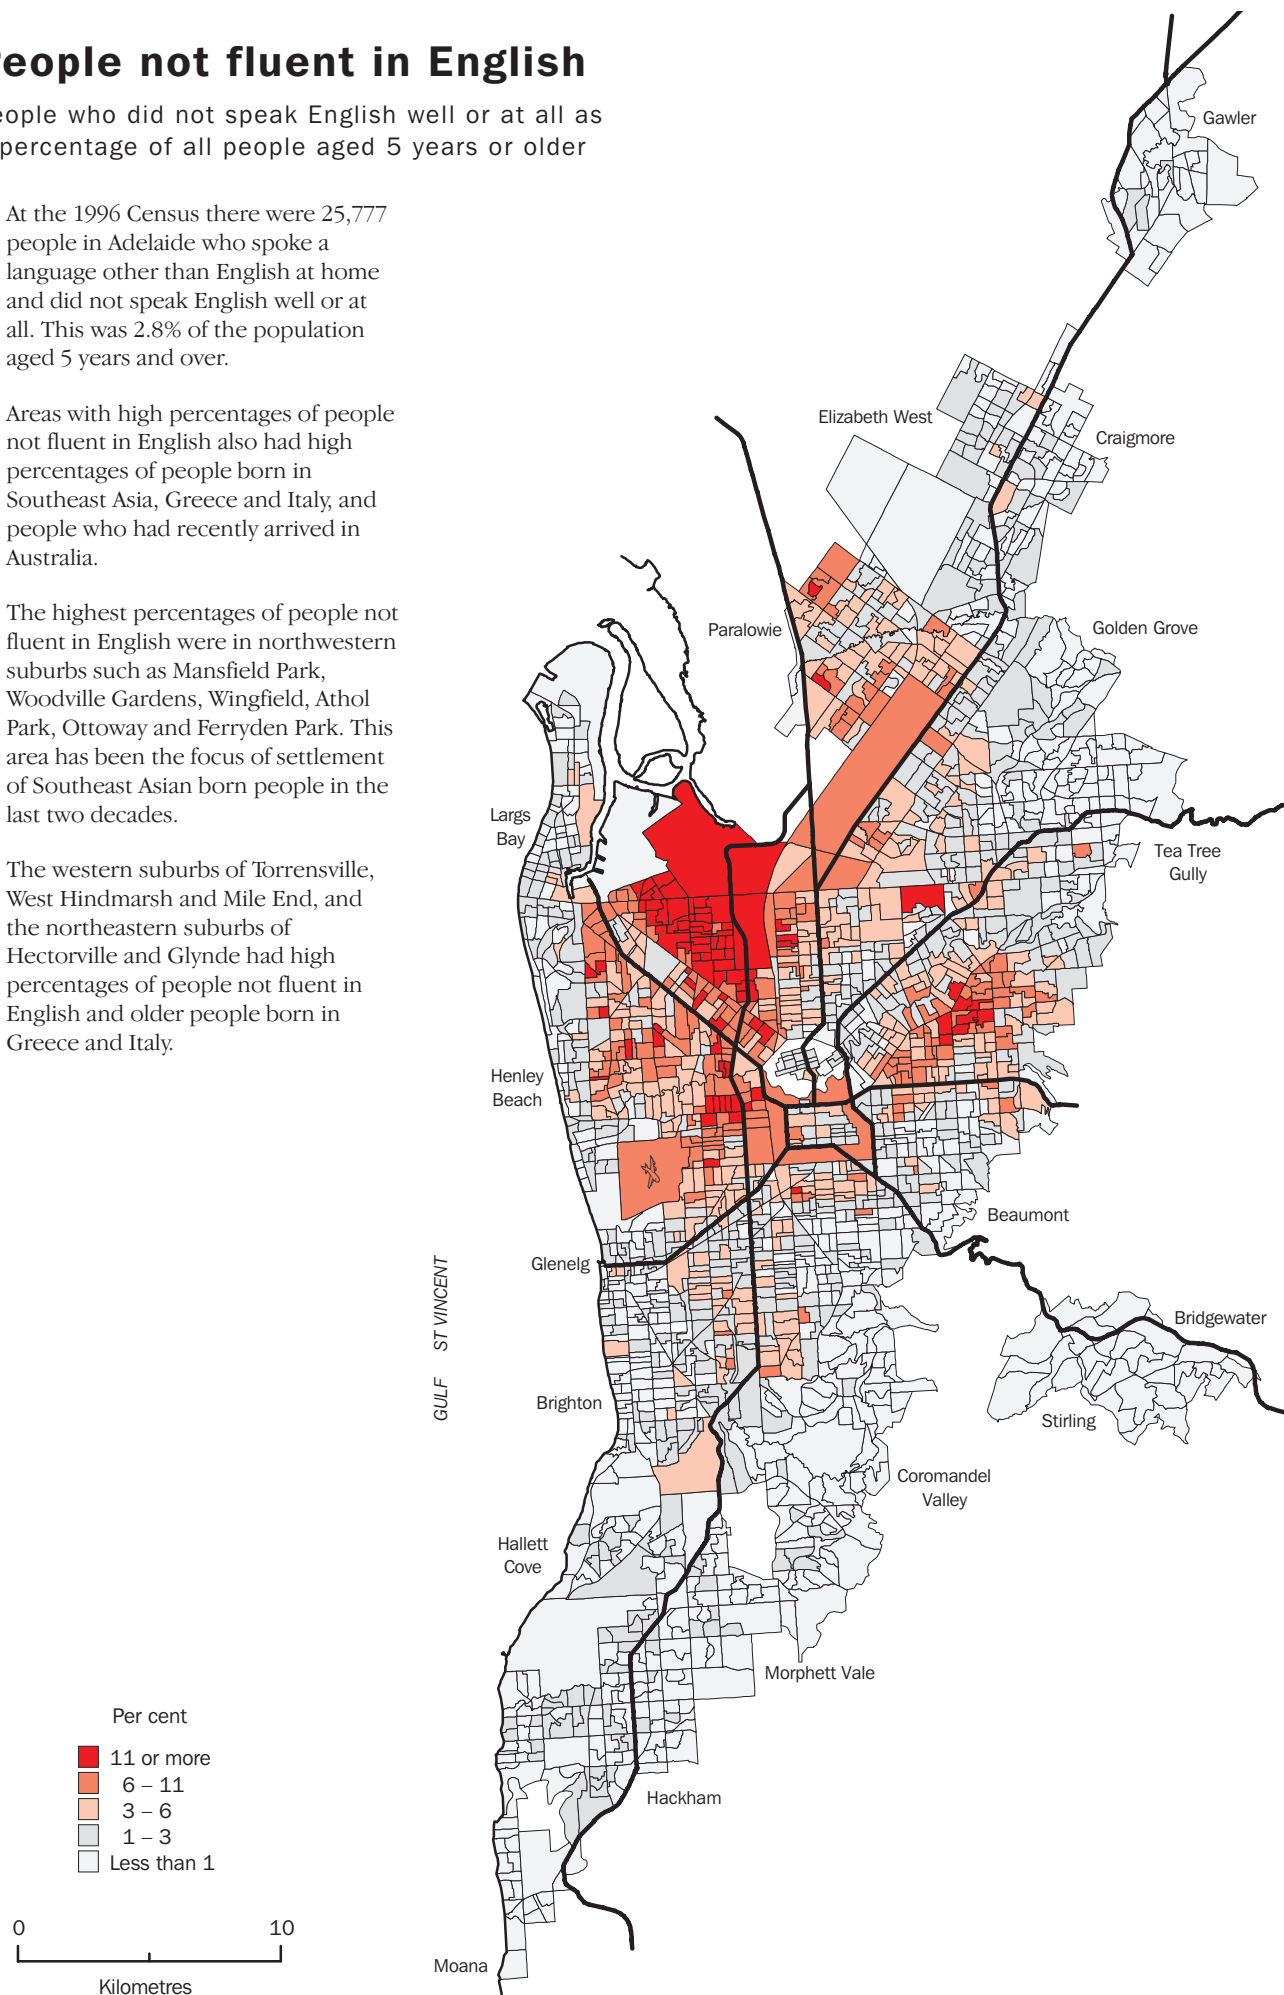 People not fluent in English
people who did not speak English well or at all as
percentage of all people aged 5 years or older
At the 1996 Census there were 25,777
people in Adelaide who spoke a
language other than English at home
and did not speak English well or at
all. This was 2.8% of the population
aged 5 years and over.
Areas with high percentages of people
not fluent in English also had high
percentages of people born in
Southeast Asia, Greece and Italy, and
people who had recently arrived in
Australia.
The highest percentages of people not
fluent in English were in northwestern
suburbs such as Mansfield Park,
Woodville Gardens, Wingfield, Athol
Park, Ottoway and Ferryden Park. This
area has been the focus of settlement
of Southeast Asian born people in the
last two decades.
The western suburbs of Torrensville,
West Hindmarsh and Mile End, and
the northeastern suburbs of
Hectorville and Glynde had high
percentages of people not fluent in
English and older people born in
Greece and Italy.
Gawler
Elizabeth West
Craigmore
Paralowie
Golden Grove
Largs
Bay
Tea Tree
Gully
Henley
Beach
Beaumont
Glenelg
GULF ST VINCENT
Bridgewater
Brighton
Stirling
Coromandel
Valley
Hallett
Cove
Morphett Vale
Hackham
Moana
Per cent
11 or more
6 – 11
3 – 6
1 – 3
Less than 1
0 10
Kilometres